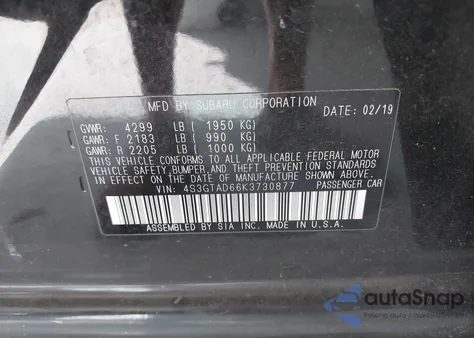 MFD BY SUBARU CORPORATION
DATE: 02/19
GVWR: 4299 LB ( 1950 KG)
GAWR: F 2183 LB ( 990 KG)
GAWR: R 2205 LB ( 1000 KG)
THIS VEHICLE CONFORMS TO ALL APPLICABLE FEDERAL MOTOR
VEHICLE SAFETY, BUMPER, AND THEFT PREVENTION STANDARDS
IN EFFECT ON THE DATE OF MANUFACTURE SHOWN ABOVE.
VIN: 4S3GTAD66K3730877 PASSENGER CAR
ASSEMBLED BY SIA INC. MADE IN U.S.A.
autoSnap